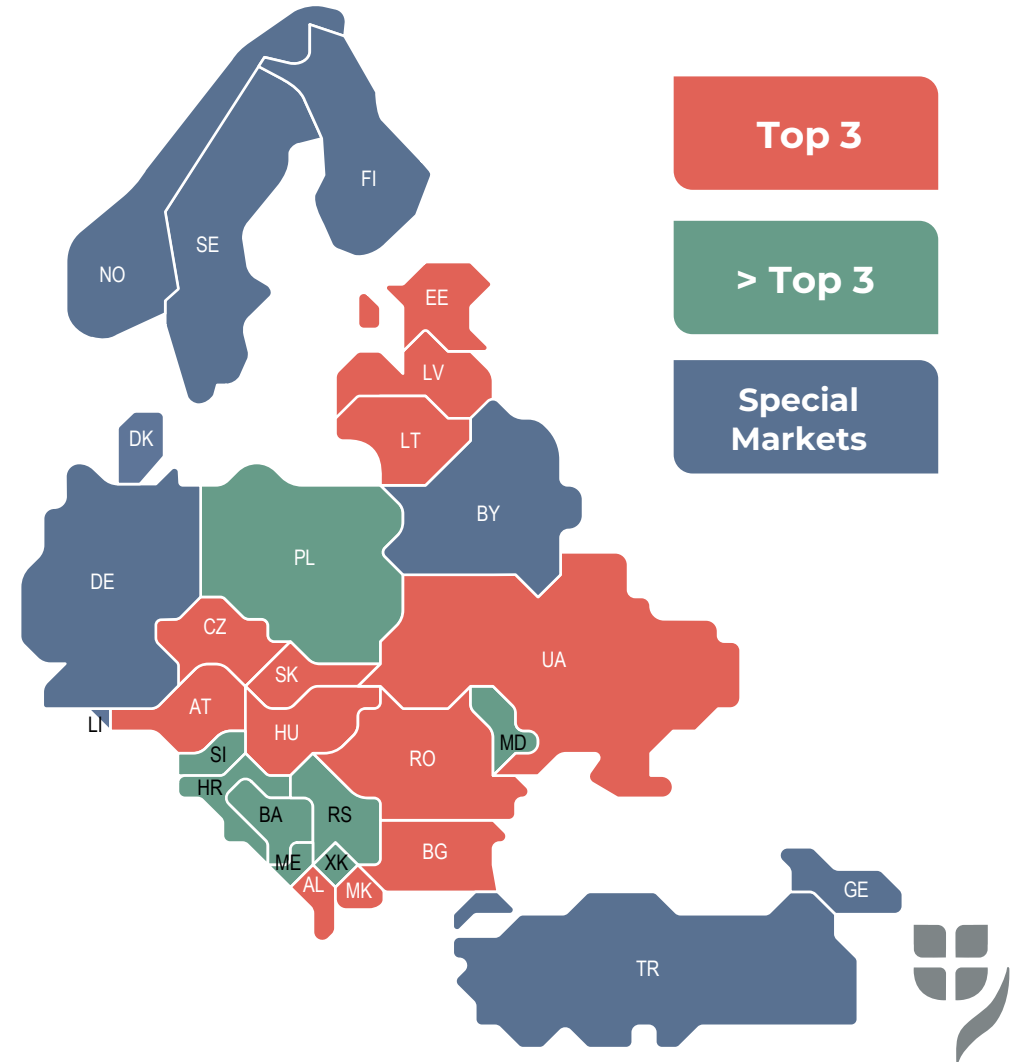 FI
SE
NO
Top 3
> Top 3
Special
Markets
EE
LV
LT
DK
BY
PL
DE
CZ
UA
SK
AT
LI
HU
MD
SI
RO
HR
BA
RS
BG
ME
XK
AL
MK
GE
TR